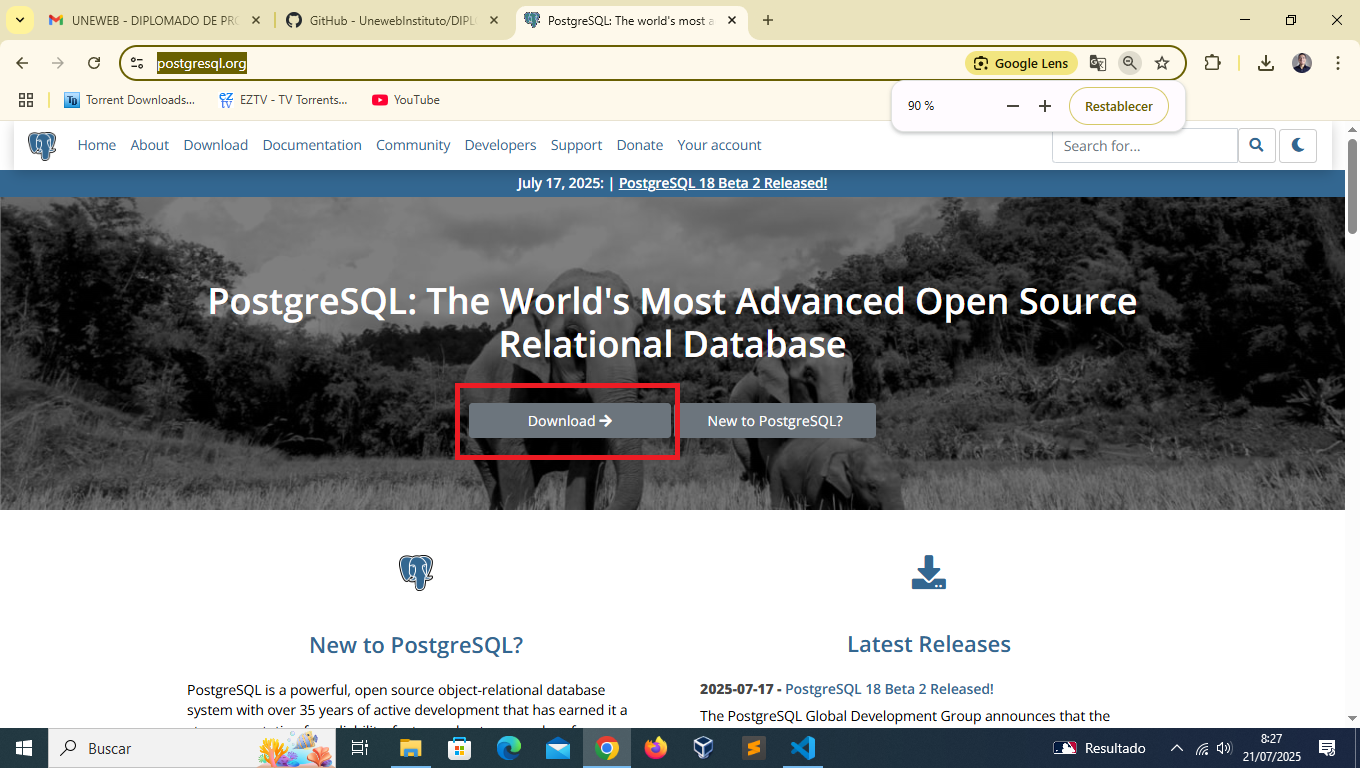 UNEWEB - DIPLOMADO DE PRO
GitHub - UnewebInstituto/DIPLO
PostgreSQL: The world's most a
postgresql.org
Google Lens
Torrent Downloads...
EZTV - TV Torrents...
YouTube
90 %
Restablecer
Home
About
Download
Documentation
Community
Developers
Support
Donate
Your account
Search for...
July 17, 2025: | PostgreSQL 18 Beta 2 Released!
PostgreSQL: The World's Most Advanced Open Source
Relational Database
Download
New to PostgreSQL?
New to PostgreSQL?
PostgreSQL is a powerful, open source object-relational database
system with over 35 years of active development that has earned it a
Latest Releases
2025-07-17 - PostgreSQL 18 Beta 2 Released!
The PostgreSQL Global Development Group announces that the
Buscar
Resultado
8:27
21/07/2025